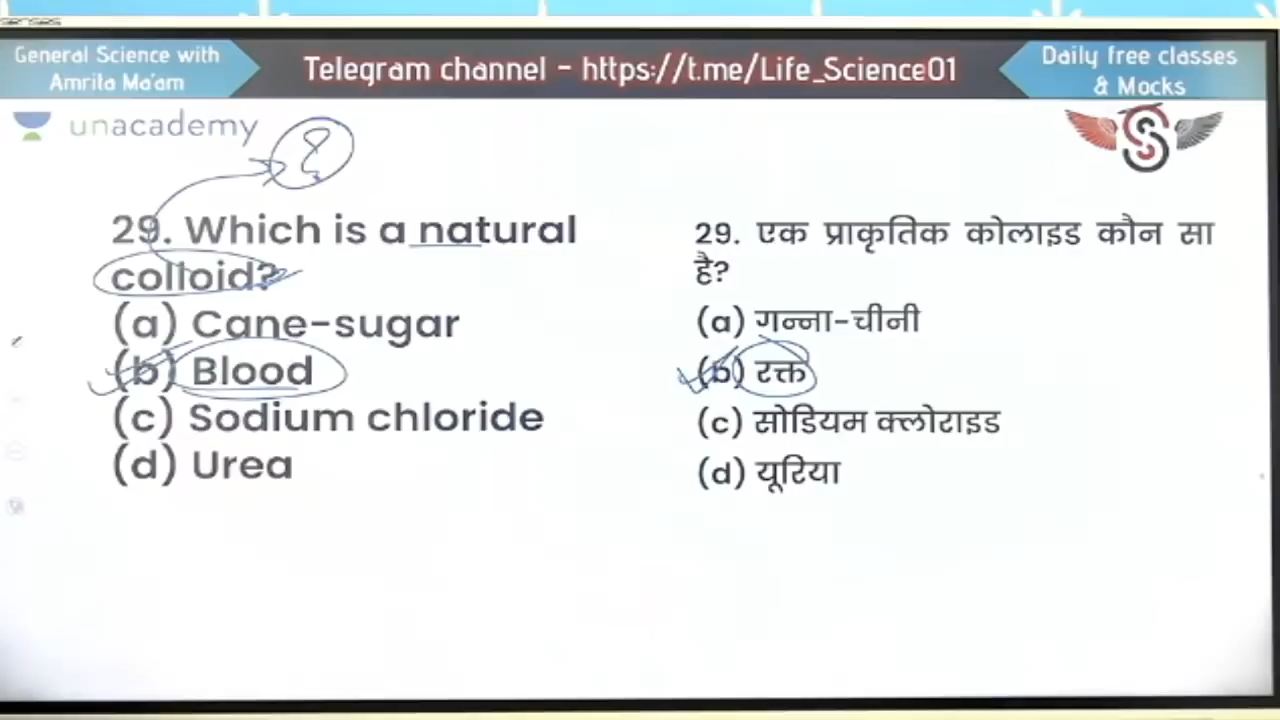 General Science with
Amrita Ma'am
Telegram channel - https://t.me/Life_Science01
Daily free classes
& Mocks
unacademy
29. Which is a natural
colloid?
(a) Cane-sugar
(b) Blood
(c) Sodium chloride
(d) Urea
29. एक प्राकृतिक कोलाइड कौन सा
है?
(a) गन्ना-चीनी
(b) रक्त
(c) सोडियम क्लोराइड
(d) यूरिया